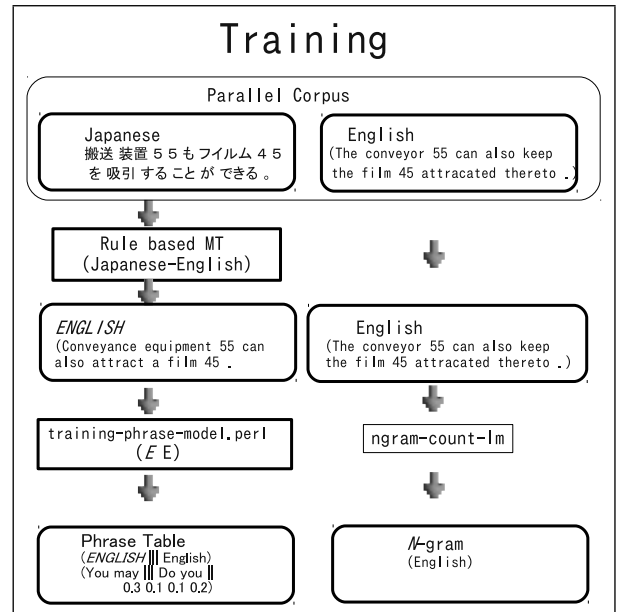 Training
Parallel Corpus
Japanese
搬送 装置 ５５ も フイルム ４５
を 吸引 する こと が できる 。
English
(The conveyor 55 can also keep
the film 45 attracated thereto .)
Rule based MT
(Japanese-English)
ENGLISH
(Conveyance equipment 55 can
also attract a film 45 .
English
(The conveyor 55 can also keep
the film 45 attracated thereto .)
training-phrase-model.perl
(E E)
ngram-count-lm
Phrase Table
(ENGLISH ||| English)
(You may ||| Do you ||
0.3 0.1 0.1 0.2)
N-gram
(English)